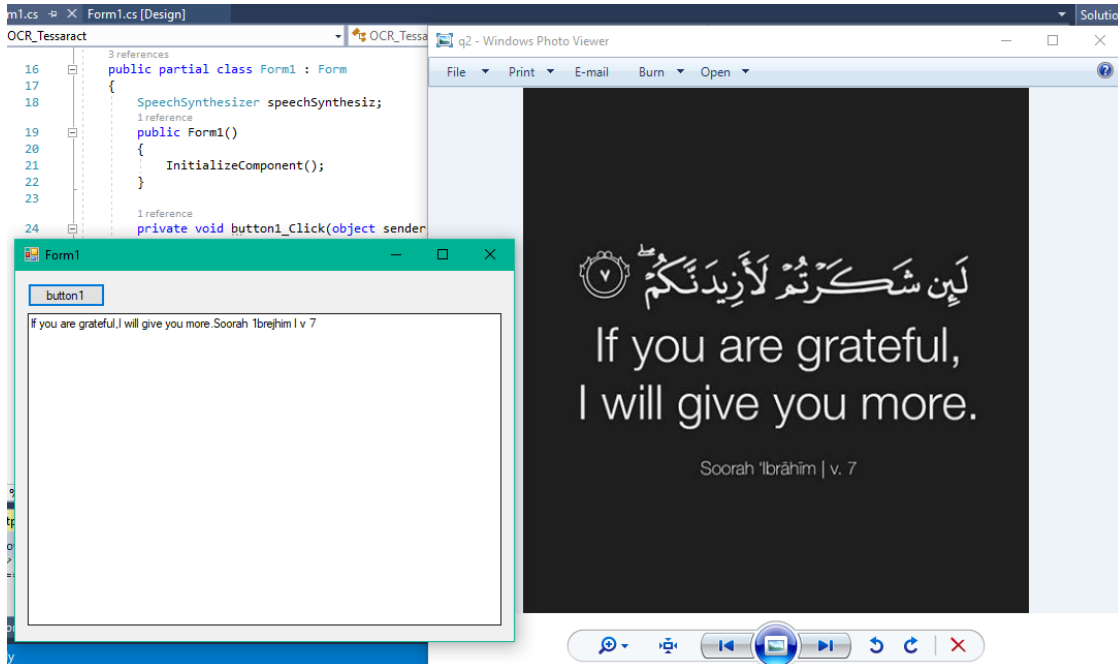 m1.cs
Form1.cs [Design]
Solutio
OCR_Tessaract
OCR_Tessa
3 references
16 public partial class Form1 : Form
17 {
18 SpeechSynthesizer speechSynthesiz;
1 reference
19 public Form1()
20 {
21 InitializeComponent();
22 }
23
1 reference
24 private void button1_Click(object sender
Form1
button1
If you are grateful,I will give you more.Soorah 1brejhim I v 7
q2 - Windows Photo Viewer
File Print E-mail Burn Open
لَئِن شَكَرْتُمْ لَأَزِيدَنَّكُمْ ۖ ٧
If you are grateful,
I will give you more.
Soorah 'Ibrāhīm | v. 7